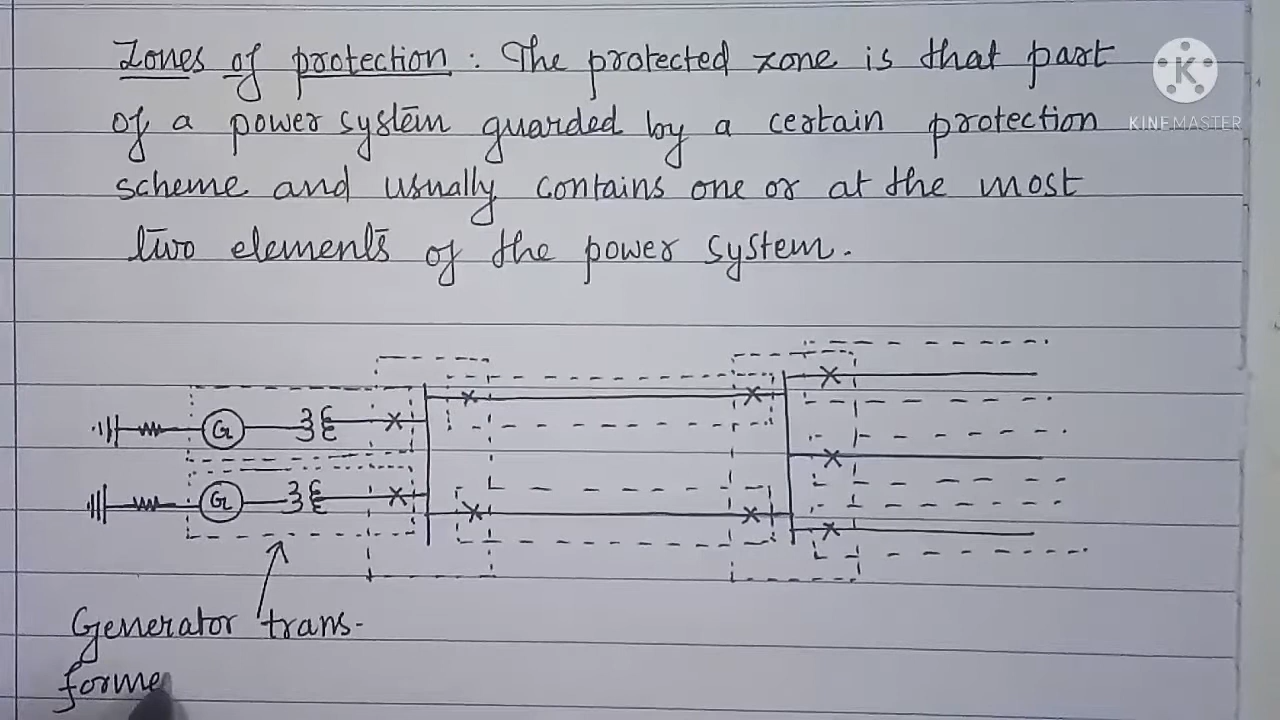 Zones of protection : The protected zone is that part
of a power system guarded by a certain protection
scheme and usually contains one or at the most
two elements of the power system.
K
KINEMASTER
G
G
Generator trans-
forme